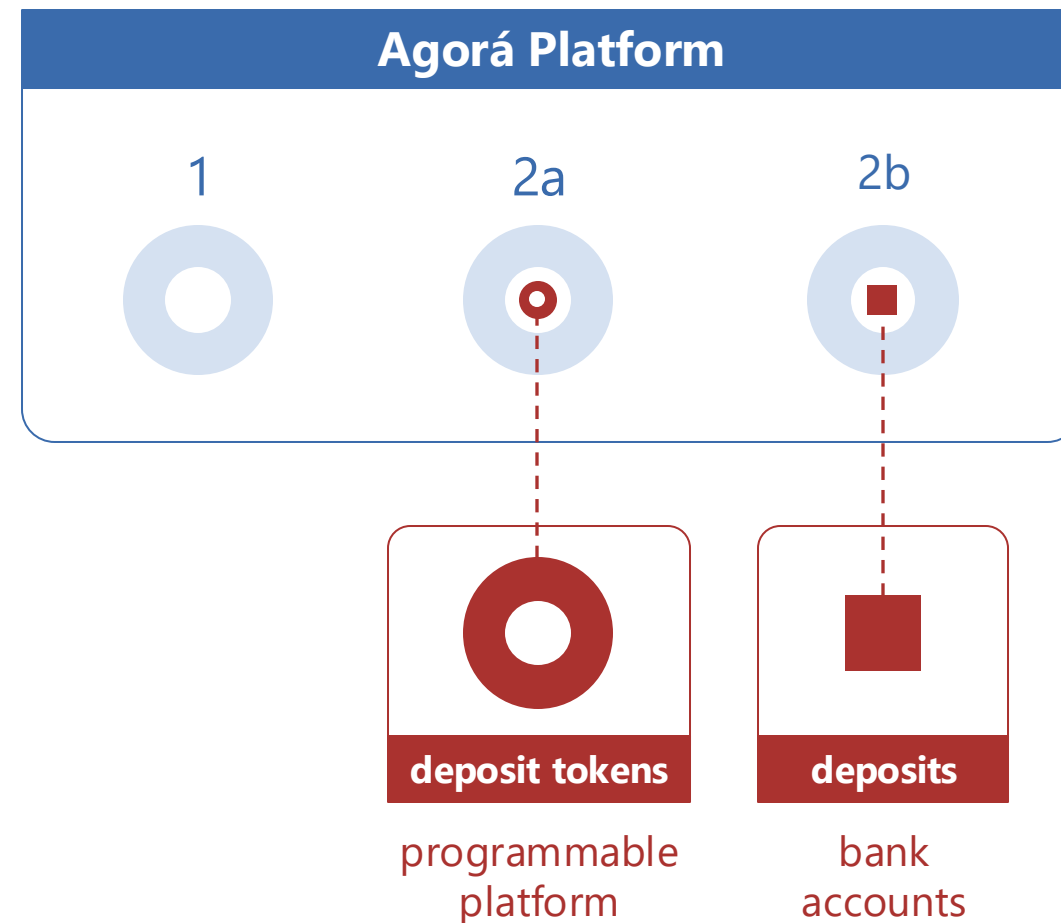 Agorá Platform
1
2a
2b
deposit tokens
deposits
programmable
platform
bank
accounts